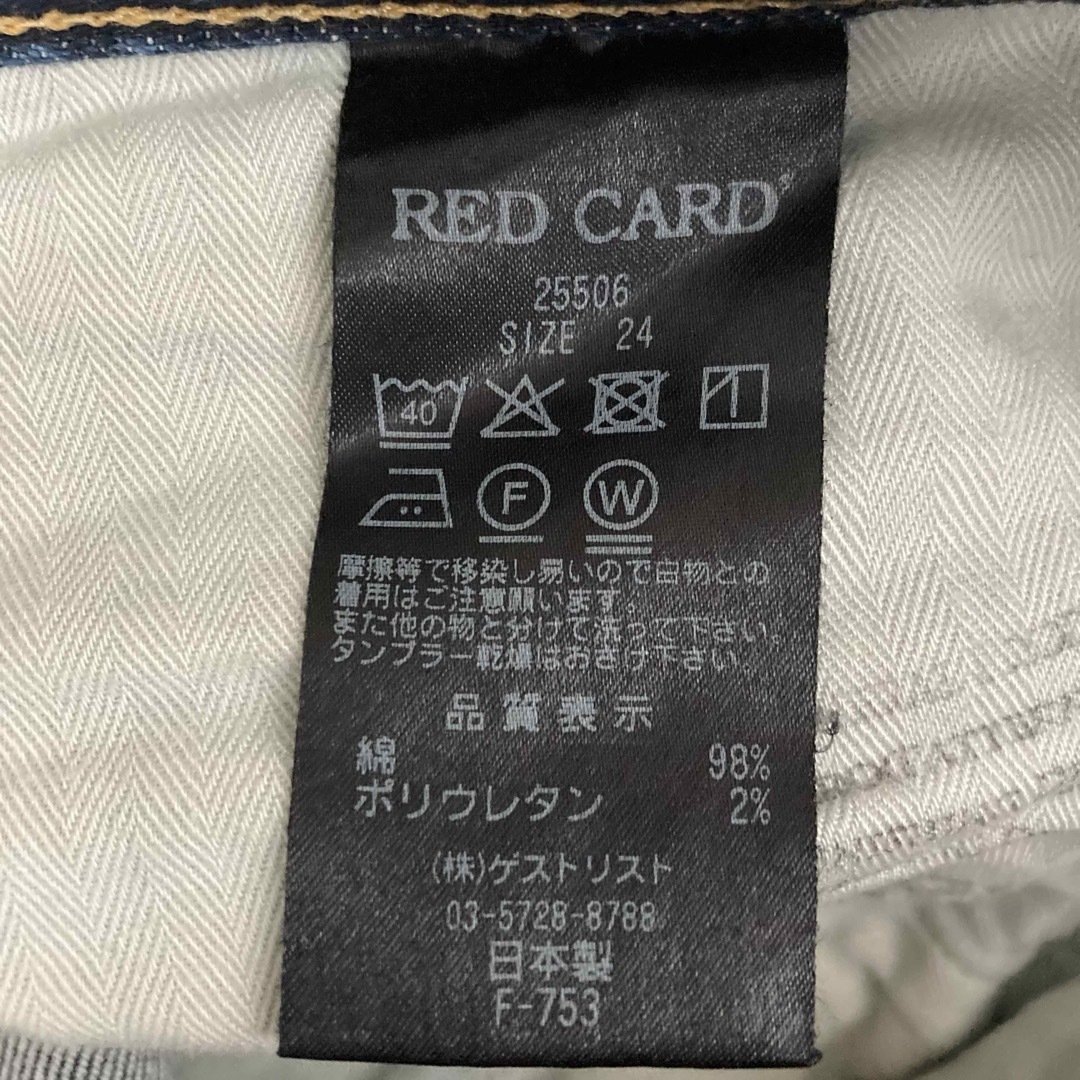 RED CARD
25506
SIZE 24
40
F W
摩擦等で移染し易いので白物との
着用はご注意願います。
また他の物と分けて洗って下さい
タンブラー乾燥はおさけ下さい。
品質表示
綿 98%
ポリウレタン 2%
(株)ゲストリスト
03-5728-8788
日本製
F-753